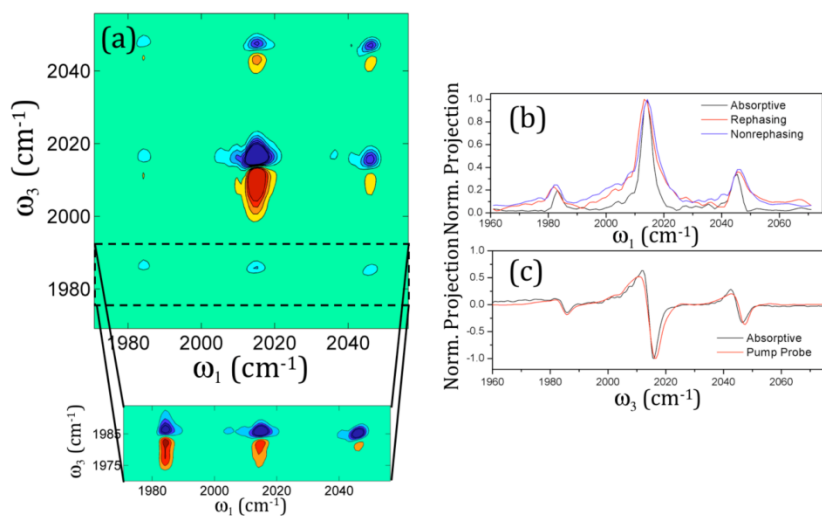 (a)
2040
2020
2000
1980
ω₃ (cm⁻¹)
1980 2000 2020 2040
ω₁ (cm⁻¹)
1985
1975
ω₃ (cm⁻¹)
1980 2000 2020 2040
ω₁ (cm⁻¹)
(b)
Norm. Projection
1.0
0.8
0.6
0.4
0.2
0.0
Absorptive
Rephasing
Nonrephasing
1960 1980 2000 2020 2040 2060
ω₁ (cm⁻¹)
(c)
Norm. Projection
1.0
0.5
0.0
-0.5
-1.0
Absorptive
Pump Probe
1960 1980 2000 2020 2040 2060
ω₃ (cm⁻¹)